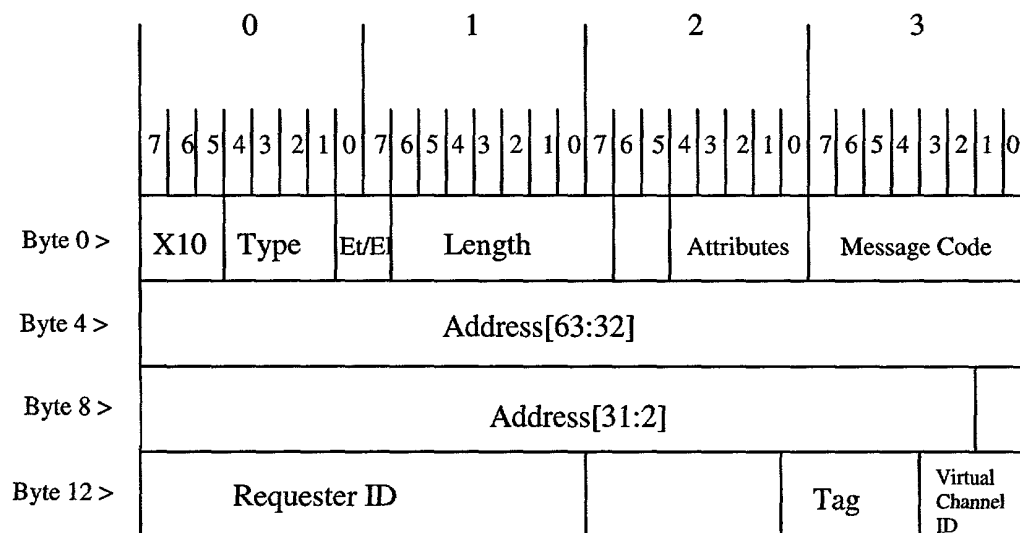 0 1 2 3
7 6 5 4 3 2 1 0 7 6 5 4 3 2 1 0 7 6 5 4 3 2 1 0 7 6 5 4 3 2 1 0
Byte 0 > X10 Type Et/El Length Attributes Message Code
Byte 4 > Address[63:32]
Byte 8 > Address[31:2]
Byte 12 > Requester ID Tag Virtual
Channel
ID